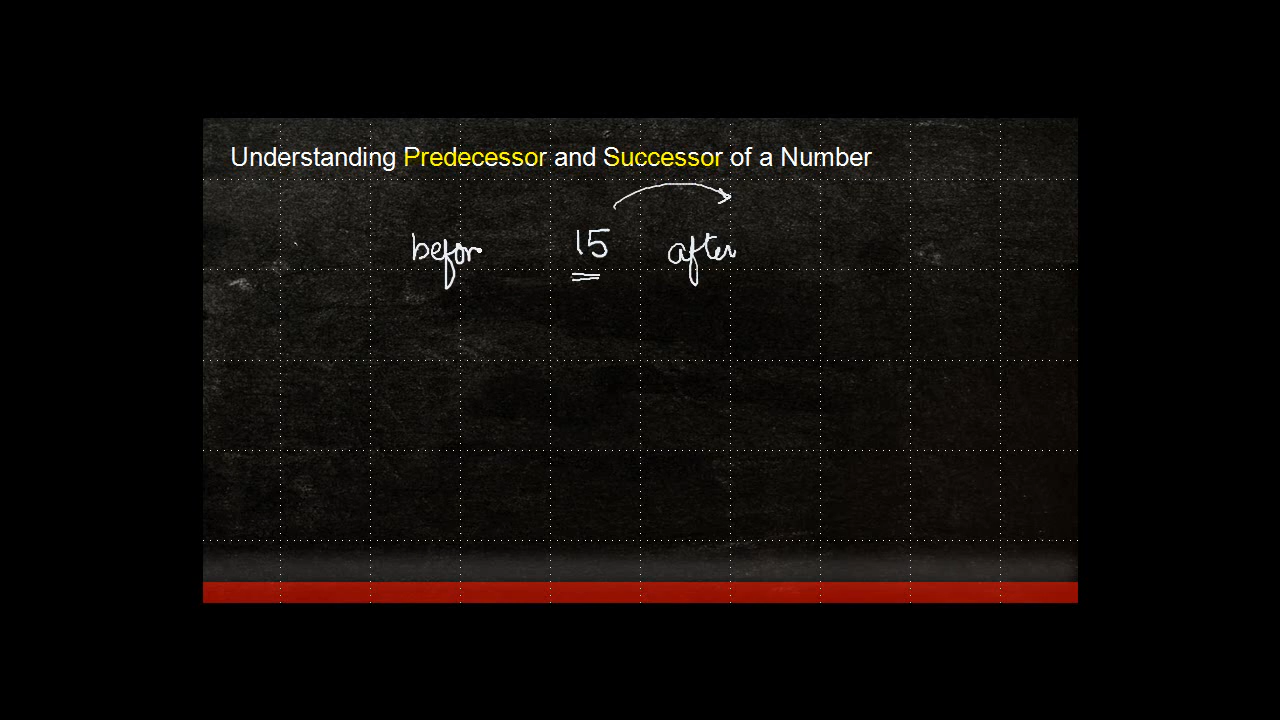 Understanding Predecessor and Successor of a Number
befor 15 after